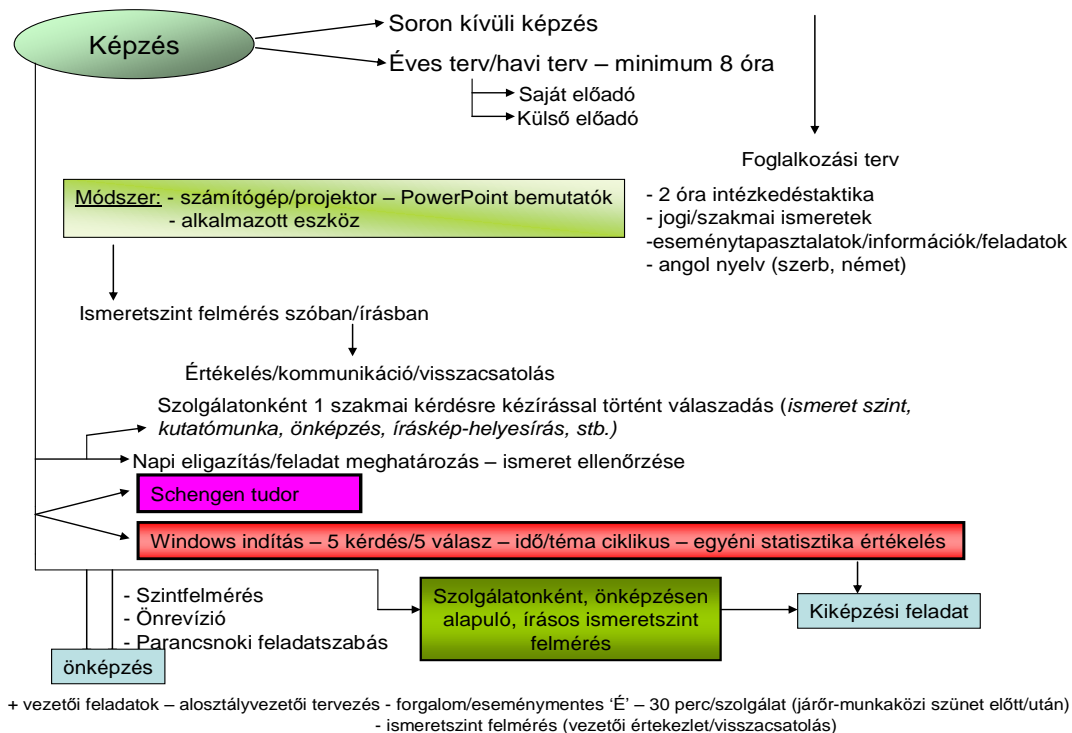 Képzés
Soron kívüli képzés
Éves terv/havi terv – minimum 8 óra
Saját előadó
Külső előadó
Foglalkozási terv
- 2 óra intézkedéstaktika
- jogi/szakmai ismeretek
-eseménytapasztalatok/információk/feladatok
- angol nyelv (szerb, német)
Módszer: - számítógép/projektor – PowerPoint bemutatók
- alkalmazott eszköz
Ismeretszint felmérés szóban/írásban
Értékelés/kommunikáció/visszacsatolás
Szolgálatonként 1 szakmai kérdésre kézírással történt válaszadás (ismeret szint,
kutatómunka, önképzés, íráskép-helyesírás, stb.)
Napi eligazítás/feladat meghatározás – ismeret ellenőrzése
Schengen tudor
Windows indítás – 5 kérdés/5 válasz – idő/téma ciklikus – egyéni statisztika értékelés
- Szintfelmérés
- Önrevízió
- Parancsnoki feladatszabás
önképzés
Szolgálatonként, önképzésen
alapuló, írásos ismeretszint
felmérés
Kiképzési feladat
+ vezetői feladatok – alosztályvezetői tervezés - forgalom/eseménymentes ‘É’ – 30 perc/szolgálat (járőr-munkaközi szünet előtt/után)
- ismeretszint felmérés (vezetői értekezlet/visszacsatolás)